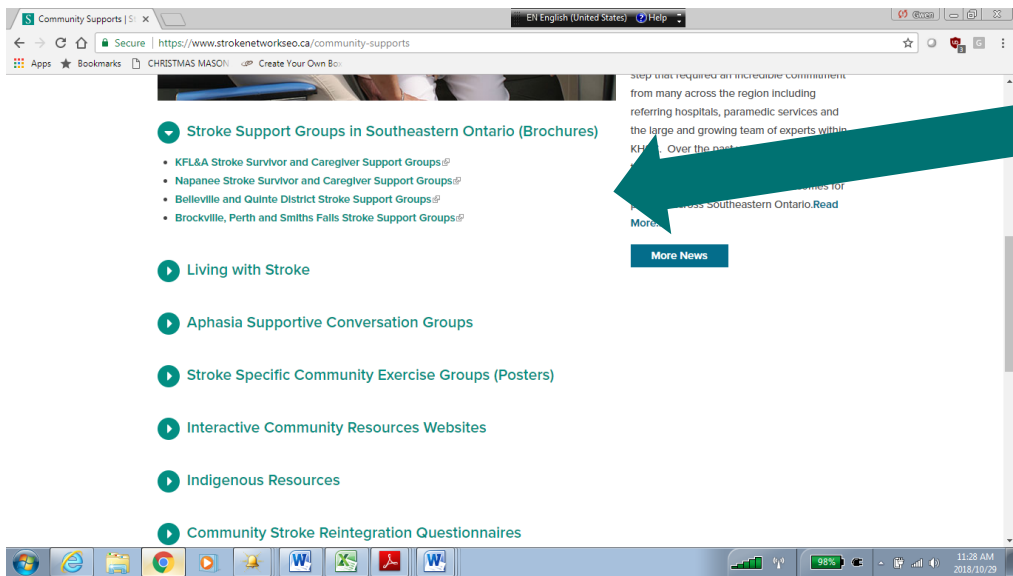 Community Supports | St
EN English (United States) Help
Gwen
Secure | https://www.strokenetworkseo.ca/community-supports
Apps Bookmarks CHRISTMAS MASON Create Your Own Box
step that required an incredible commitment
from many across the region including
referring hospitals, paramedic services and
the large and growing team of experts within
Over the past
for
Southeastern Ontario.Read
More.
More News
Stroke Support Groups in Southeastern Ontario (Brochures)
KFL&A Stroke Survivor and Caregiver Support Groups
Napanee Stroke Survivor and Caregiver Support Groups
Belleville and Quinte District Stroke Support Groups
Brockville, Perth and Smiths Falls Stroke Support Groups
Living with Stroke
Aphasia Supportive Conversation Groups
Stroke Specific Community Exercise Groups (Posters)
Interactive Community Resources Websites
Indigenous Resources
Community Stroke Reintegration Questionnaires
98%
11:28 AM
2018/10/29